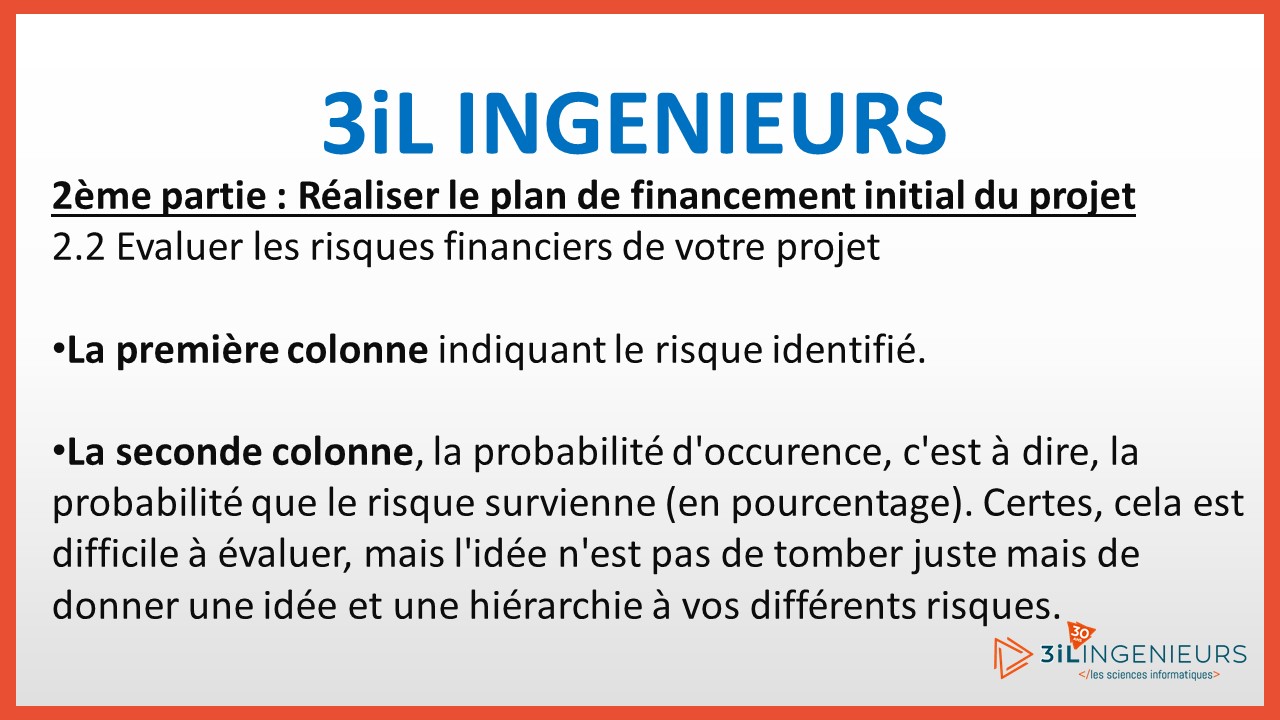 3iL INGENIEURS
2ème partie : Réaliser le plan de financement initial du projet
2.2 Evaluer les risques financiers de votre projet
•La première colonne indiquant le risque identifié.
•La seconde colonne, la probabilité d'occurence, c'est à dire, la
probabilité que le risque survienne (en pourcentage). Certes, cela est
difficile à évaluer, mais l'idée n'est pas de tomber juste mais de
donner une idée et une hiérarchie à vos différents risques.
30
3iLINGENIEURS
</les sciences informatiques>